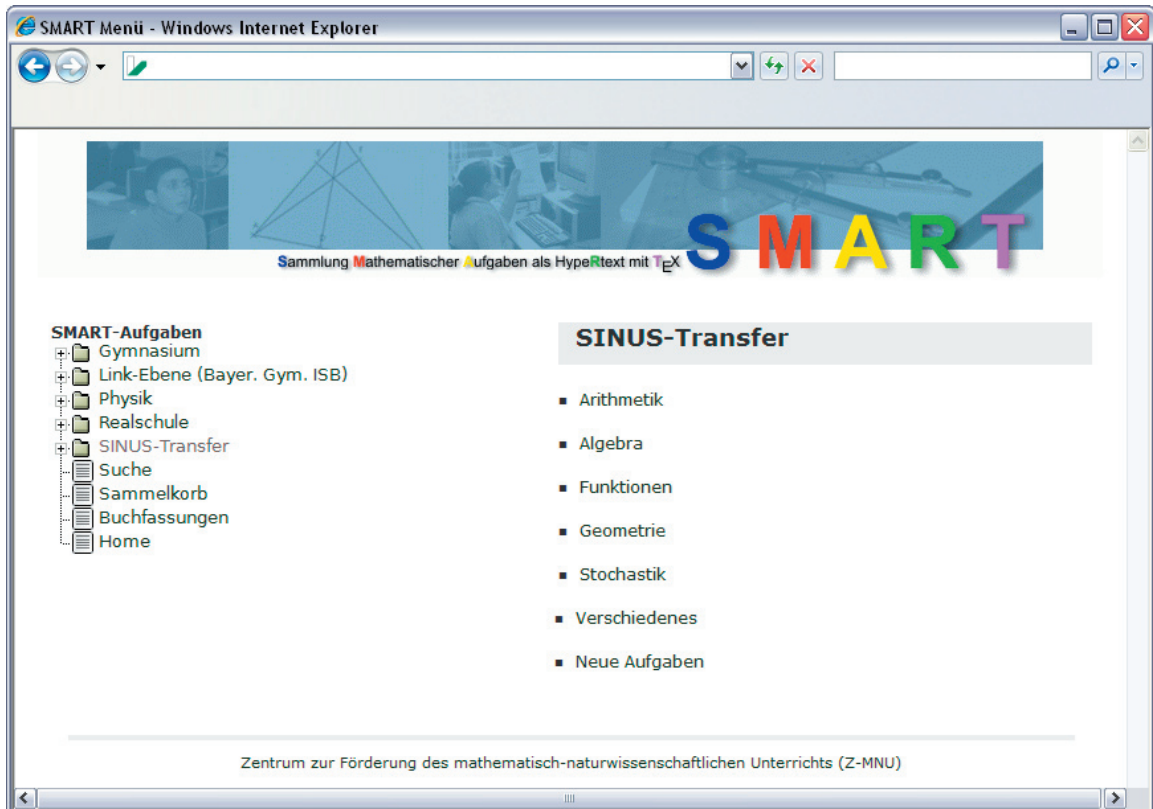 SMART Menü - Windows Internet Explorer
S M A R T
Sammlung Mathematischer Aufgaben als HypeRtext mit TEX
SMART-Aufgaben
Gymnasium
Link-Ebene (Bayer. Gym. ISB)
Physik
Realschule
SINUS-Transfer
Suche
Sammelkorb
Buchfassungen
Home
SINUS-Transfer
Arithmetik
Algebra
Funktionen
Geometrie
Stochastik
Verschiedenes
Neue Aufgaben
Zentrum zur Förderung des mathematisch-naturwissenschaftlichen Unterrichts (Z-MNU)